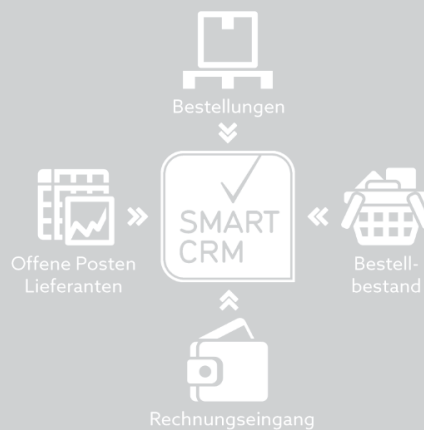 Bestellungen
SMART
CRM
Offene Posten
Lieferanten
Bestell-
bestand
Rechnungseingang